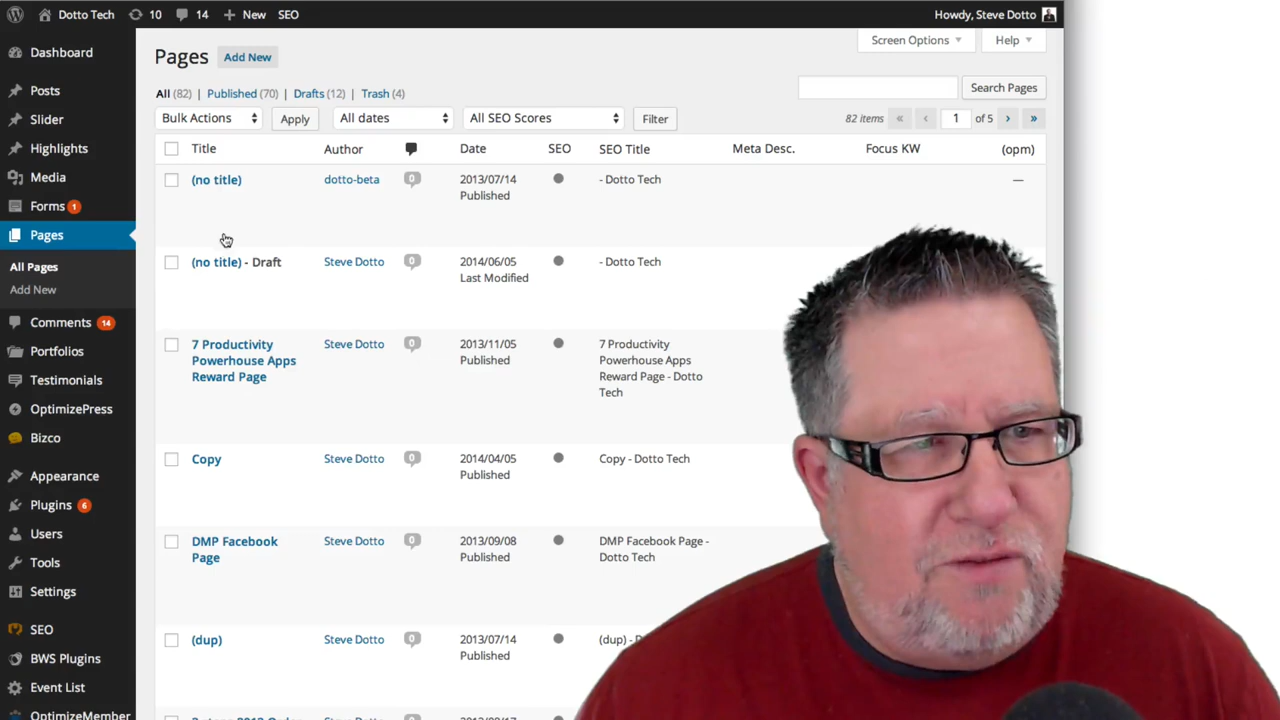 Dotto Tech 10 14 New SEO Howdy, Steve Dotto
Dashboard
Posts
Slider
Highlights
Media
Forms 1
Pages
All Pages
Add New
Comments 14
Portfolios
Testimonials
OptimizePress
Bizco
Appearance
Plugins 6
Users
Tools
Settings
SEO
BWS Plugins
Event List
OptimizeMember
Screen Options Help
Pages Add New
All (82) | Published (70) | Drafts (12) | Trash (4)
Search Pages
Bulk Actions Apply All dates All SEO Scores Filter 82 items « ‹ 1 of 5 › »
Title Author Date SEO SEO Title Meta Desc. Focus KW (opm)
(no title) dotto-beta 0 2013/07/14 - Dotto Tech —
Published
(no title) - Draft Steve Dotto 0 2014/06/05 - Dotto Tech
Last Modified
7 Productivity Steve Dotto 0 2013/11/05 7 Productivity
Powerhouse Apps Published Powerhouse Apps
Reward Page Reward Page - Dotto
Tech
Copy Steve Dotto 0 2014/04/05 Copy - Dotto Tech
Published
DMP Facebook Steve Dotto 0 2013/09/08 DMP Facebook Page -
Page Published Dotto Tech
(dup) Steve Dotto 0 2013/07/14 (dup) -
Published
Steve Dotto